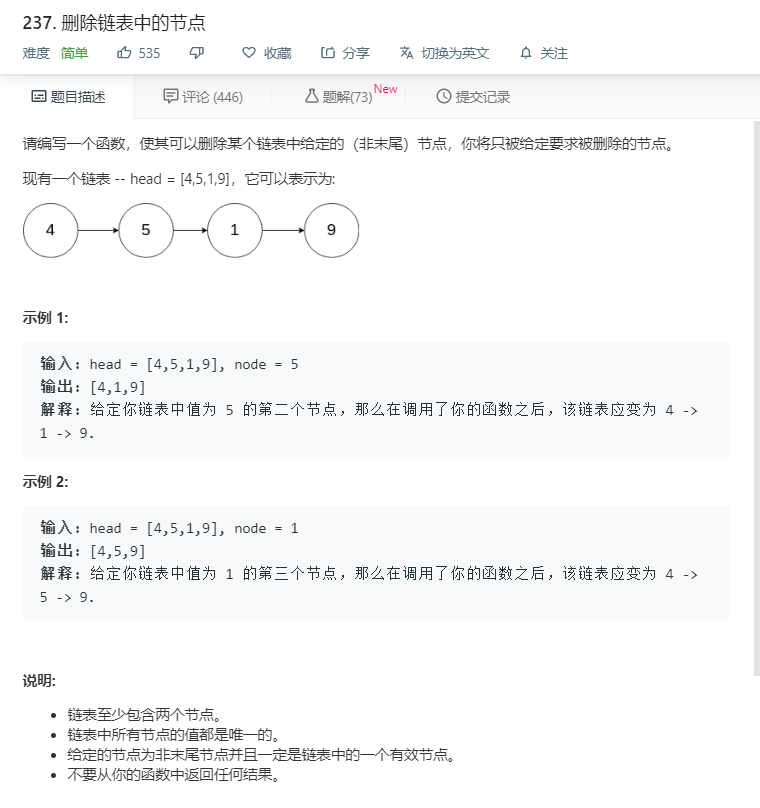 237. 删除链表中的节点
难度 简单 535 收藏 分享 切换为英文 关注
题目描述 评论 (446) 题解(73) New 提交记录
请编写一个函数，使其可以删除某个链表中给定的（非末尾）节点，你将只被给定要求被删除的节点。
现有一个链表 -- head = [4,5,1,9]，它可以表示为:
4 5 1 9
示例 1:
输入: head = [4,5,1,9], node = 5
输出: [4,1,9]
解释: 给定你链表中值为 5 的第二个节点，那么在调用了你的函数之后，该链表应变为 4 ->
1 -> 9.
示例 2:
输入: head = [4,5,1,9], node = 1
输出: [4,5,9]
解释: 给定你链表中值为 1 的第三个节点，那么在调用了你的函数之后，该链表应变为 4 ->
5 -> 9.
说明:
• 链表至少包含两个节点。
• 链表中所有节点的值都是唯一的。
• 给定的节点为非末尾节点并且一定是链表中的一个有效节点。
• 不要从你的函数中返回任何结果。